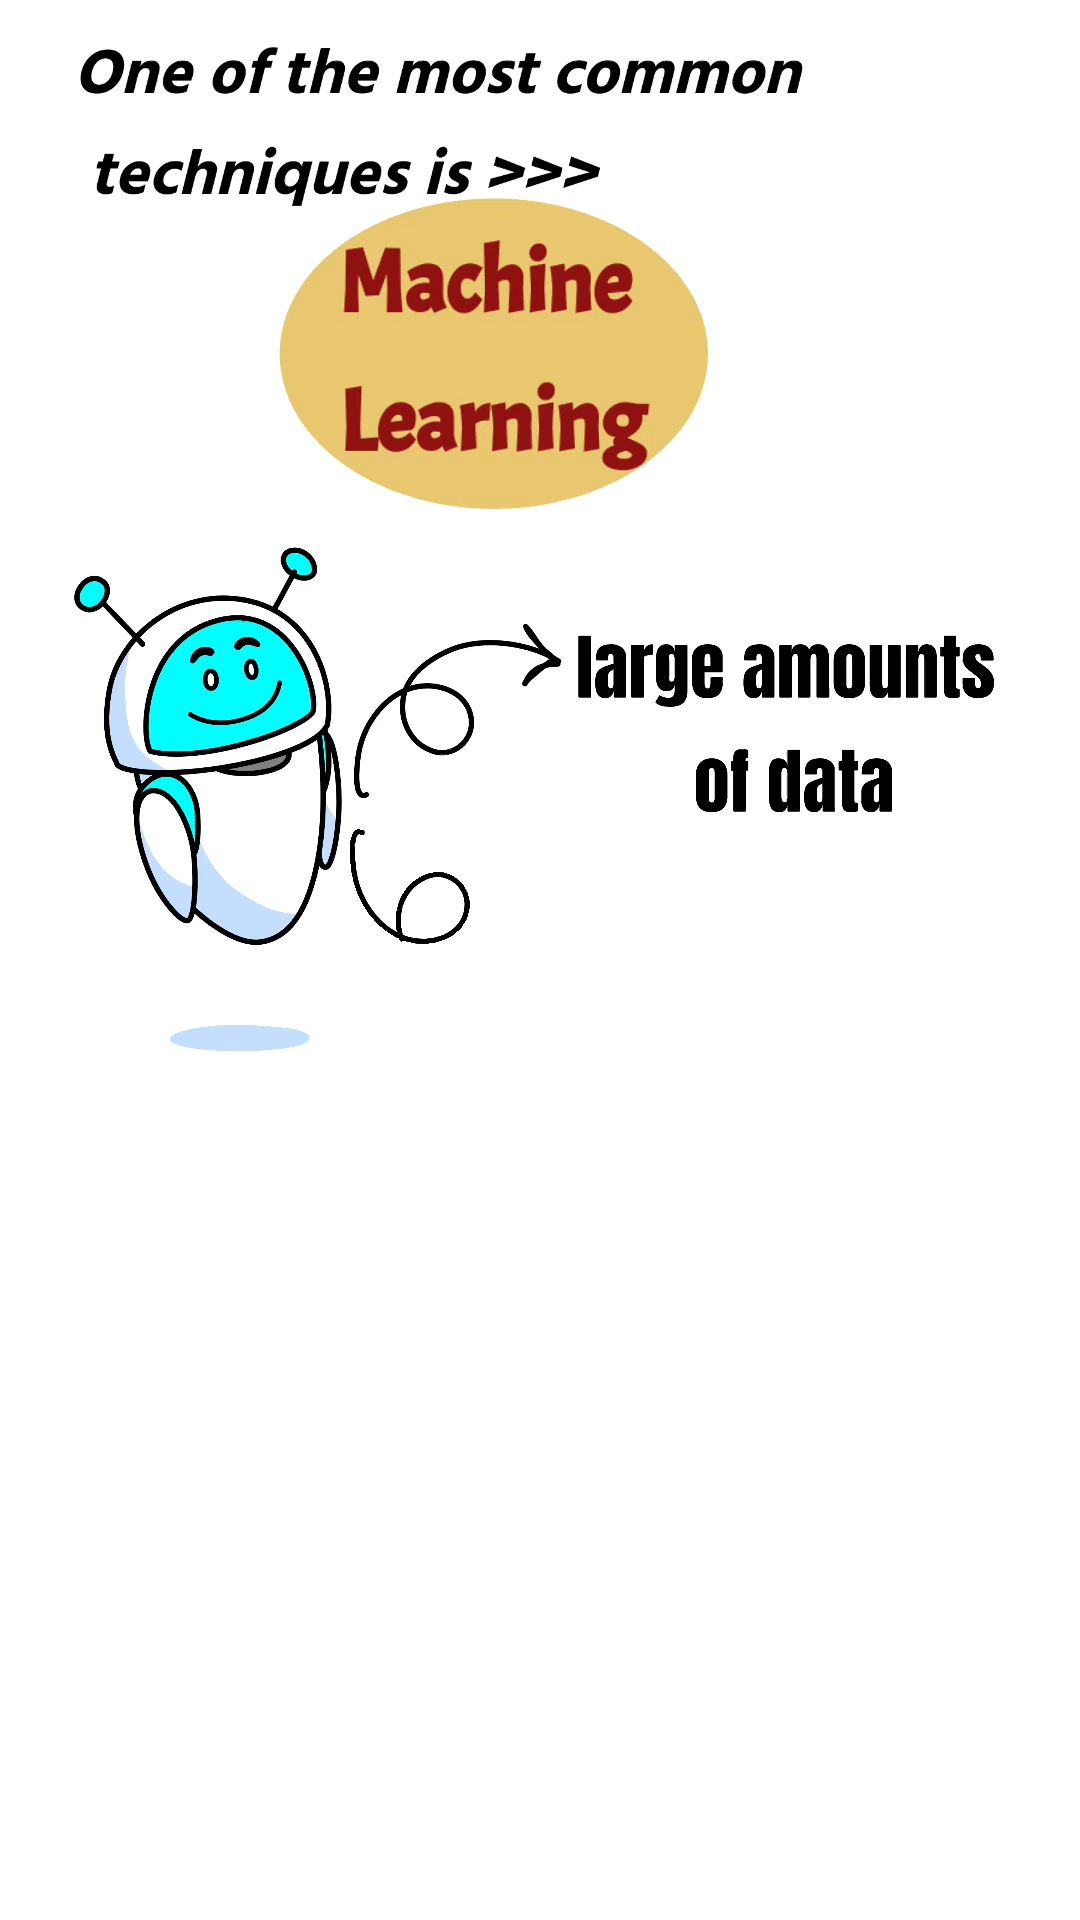 One of the most common
techniques is >>>
Machine
Learning
large amounts
of data